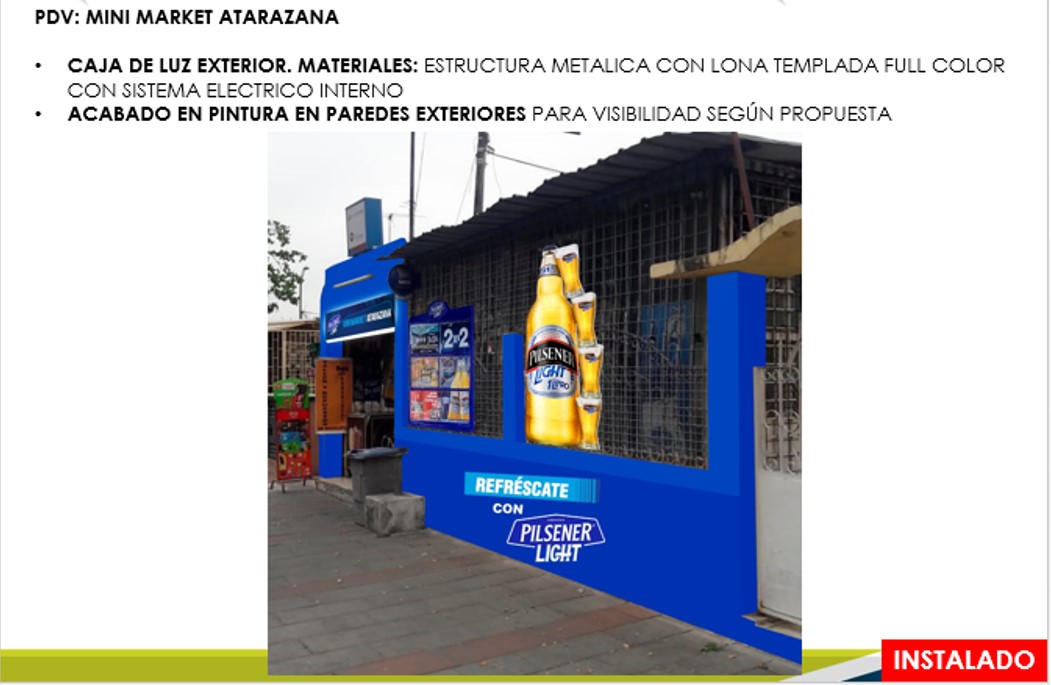 PDV: MINI MARKET ATARAZANA
• CAJA DE LUZ EXTERIOR. MATERIALES: ESTRUCTURA METALICA CON LONA TEMPLADA FULL COLOR
CON SISTEMA ELECTRICO INTERNO
• ACABADO EN PINTURA EN PAREDES EXTERIORES PARA VISIBILIDAD SEGÚN PROPUESTA
ATARAZANA
2x2
PILSENER
LIGHT
1 LITRO
REFRÉSCATE
CON
PILSENER
LIGHT
INSTALADO